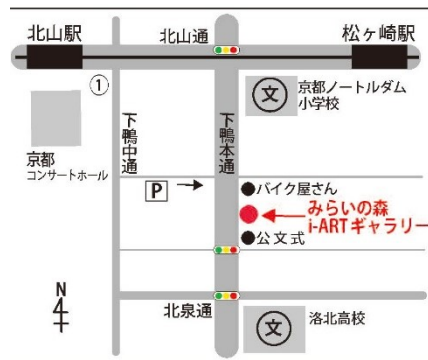 北山駅
北山通
松ヶ崎駅
①
文
京都ノートルダム
小学校
下鴨中通
下鴨本通
京都
コンサートホール
P
バイク屋さん
みらいの森
i-ARTギャラリー
公文式
N
北泉通
文
洛北高校